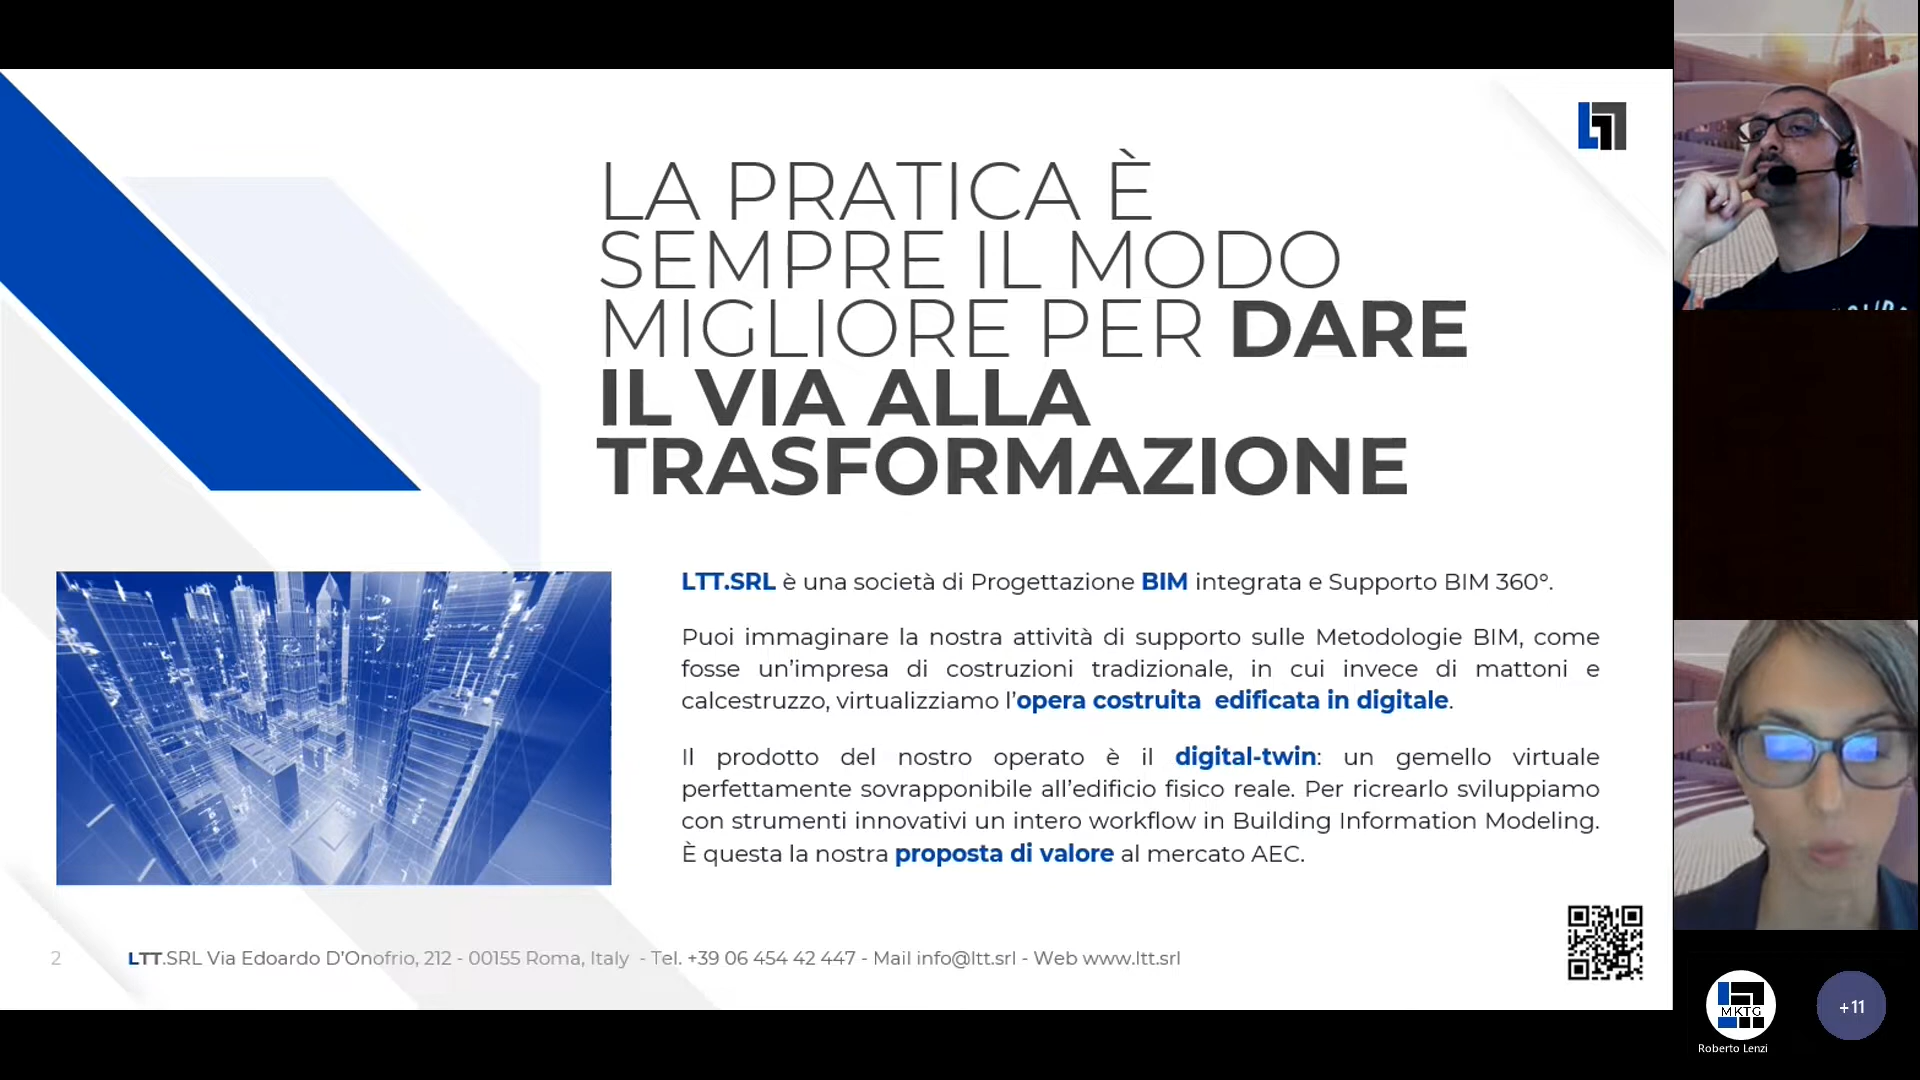 LA PRATICA È
SEMPRE IL MODO
MIGLIORE PER DARE
IL VIA ALLA
TRASFORMAZIONE
LTT.SRL è una società di Progettazione BIM integrata e Supporto BIM 360°.
Puoi immaginare la nostra attività di supporto sulle Metodologie BIM, come
fosse un’impresa di costruzioni tradizionale, in cui invece di mattoni e
calcestruzzo, virtualizziamo l’opera costruita edificata in digitale.
Il prodotto del nostro operato è il digital-twin: un gemello virtuale
perfettamente sovrapponibile all’edificio fisico reale. Per ricrearlo sviluppiamo
con strumenti innovativi un intero workflow in Building Information Modeling.
È questa la nostra proposta di valore al mercato AEC.
2
LTT.SRL Via Edoardo D’Onofrio, 212 - 00155 Roma, Italy - Tel. +39 06 454 42 447 - Mail info@ltt.srl - Web www.ltt.srl
MKTG
+11
Roberto Lenzi